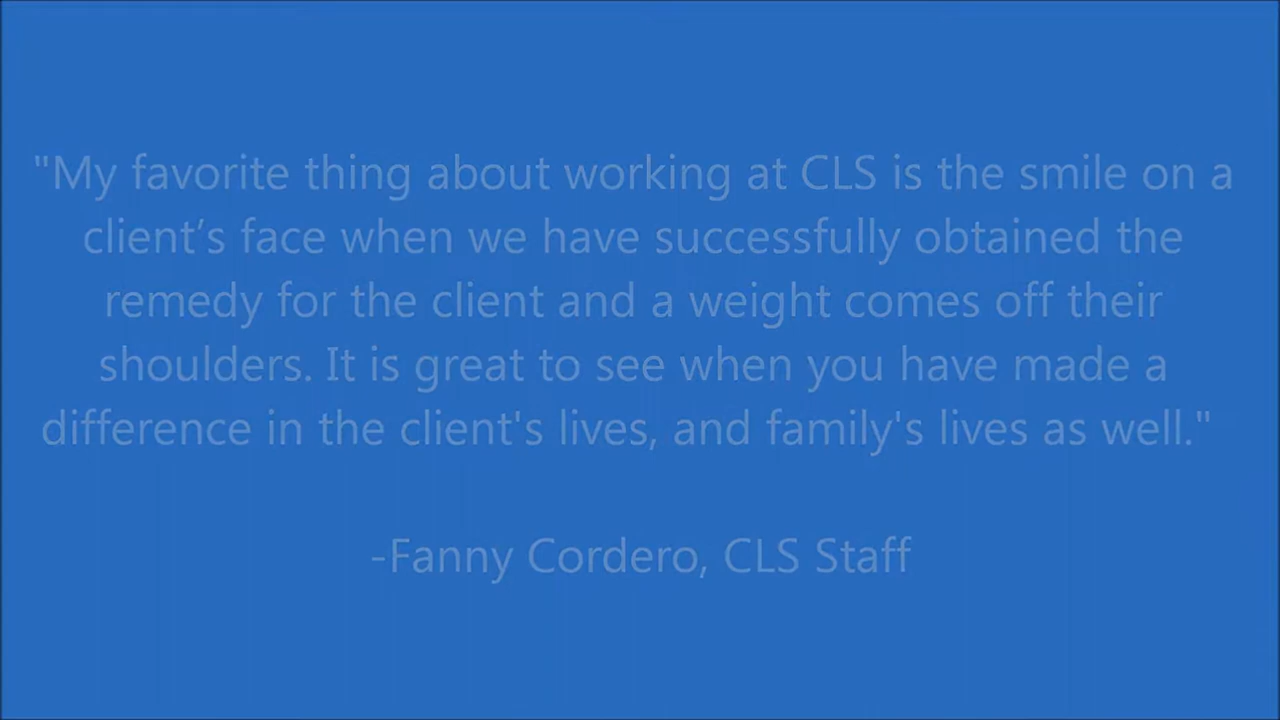 "My favorite thing about working at CLS is the smile on a
client’s face when we have successfully obtained the
remedy for the client and a weight comes off their
shoulders. It is great to see when you have made a
difference in the client's lives, and family's lives as well."
-Fanny Cordero, CLS Staff